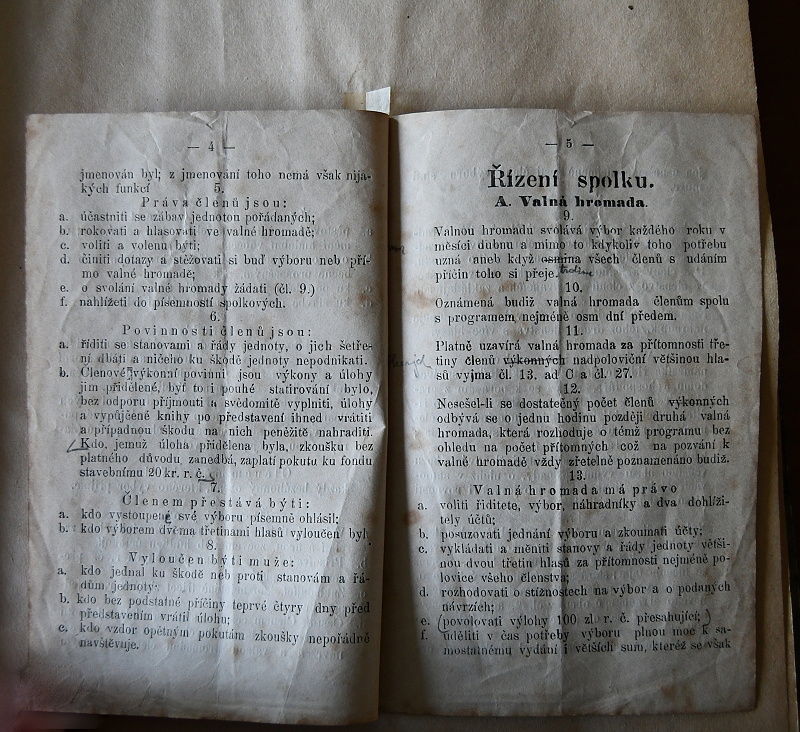 — 4 —
jmenován byl; z jmenování toho nemá však nija-
kých funkcí
5.
Práva členů jsou:
a. účastniti se zábav jednotou pořádaných;
b. rokovati a hlasovati ve valné hromadě;
c. voliti a volenu býti;
d. činiti dotazy a stěžovati si buď výboru neb pří-
mo valné hromadě;
e. o svolání valné hromady žádati (čl. 9.)
f. nahlížeti do písemností spolkových.
6.
Povinnosti členů jsou:
a. říditi se stanovami a řády jednoty, o jich šetře-
ní dbáti a ničeho ku škodě jednoty nepodnikati.
b. Členové výkonní povinni jsou výkony a úlohy
jim přidělené, byť to i pouhé statirování bylo,
bez odporu přijmouti a svědomitě vyplniti, úlohy
a vypůjčené knihy po představení ihned vrátiti
a případnou škodu na nich peněžitě nahraditi.
Kdo, jemuž úloha přidělena byla, zkoušku bez
platného důvodu zanedbá, zaplatí pokutu ku fondu
stavebnímu 20 kr. r. č.
7.
Členem přestává býti:
a. kdo vystoupení své výboru písemně ohlásil;
b. kdo výborem dvěma třetinami hlasů vyloučen byl.
8.
Vyloučen býti muže:
a. kdo jednal ku škodě neb proti stanovám a řá-
dům jednoty;
b. kdo bez podstatné příčiny teprvé čtyry dny před
představením vrátil úlohu;
c. kdo vzdor opětným pokutám zkoušky nepořádně
navštěvuje.
— 5 —
Řízení spolku.
A. Valná hromada.
9.
Valnou hromadu svolává výbor každého roku v
měsíci dubnu a mimo to kdykoliv toho potřebu
uzná aneb když osmina všech členů s udáním
příčin toho si přeje.
10.
Oznámena budiž valná hromada členům spolu
s programem nejméně osm dní předem.
11.
Platně uzavírá valná hromada za přítomnosti tře-
tiny členů výkonných nadpoloviční většinou hla-
sů vyjma čl. 13. ad C a čl. 27.
12.
Nesešel-li se dostatečný počet členů výkonných
odbývá se o jednu hodinu později druhá valná
hromada, která rozhoduje o témž programu bez
ohledu na počet přítomných což na pozvání k
valné hromadě vždy zřetelně poznamenáno budiž.
13.
Valná hromada má právo
a. voliti řiditele, výbor, náhradníky a dva dohlíži-
tely účtů;
b. posuzovati jednání výboru a zkoumati účty;
c. vykládati a měniti stanovy a řády jednoty větši-
nou dvou třetin hlasů za přítomnosti nejméně po-
lovice všeho členstva;
d. rozhodovati o stížnostech na výbor a o podaných
návrzích;
e. (povolovati výlohy 100 zl r. č. přesahující;)
f. uděliti v čas potřeby výboru plnou moc k sa-
mostatnému vydání i větších sum, kteréž se však